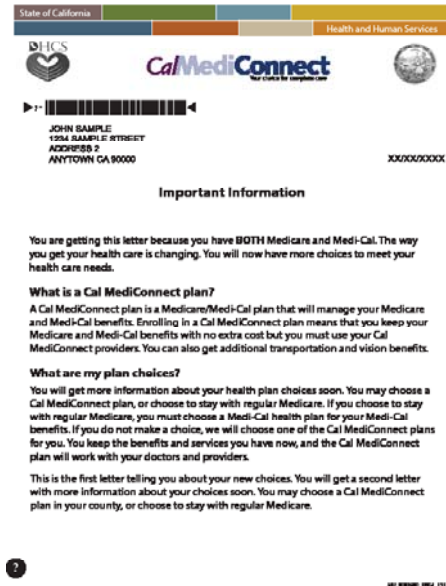 State of California
Health and Human Services
DHCS
CalMediConnect
Your choice for complete care
JOHN SAMPLE
1234 SAMPLE STREET
ADDRESS 2
ANYTOWN CA 90000
XX/XX/XXXX
Important Information
You are getting this letter because you have BOTH Medicare and Medi-Cal. The way
you get your health care is changing. You will now have more choices to meet your
health care needs.
What is a Cal MediConnect plan?
A Cal MediConnect plan is a Medicare/Medi-Cal plan that will manage your Medicare
and Medi-Cal benefits. Enrolling in a Cal MediConnect plan means that you keep your
Medicare and Medi-Cal benefits with no extra cost but you must use your Cal
MediConnect providers. You can also get additional transportation and vision benefits.
What are my plan choices?
You will get more information about your health plan choices soon. You may choose a
Cal MediConnect plan, or choose to stay with regular Medicare. If you choose to stay
with regular Medicare, you must choose a Medi-Cal health plan for your Medi-Cal
benefits. If you do not make a choice, we will choose one of the Cal MediConnect plans
for you. You keep the benefits and services you have now, and the Cal MediConnect
plan will work with your doctors and providers.
This is the first letter telling you about your new choices. You will get a second letter
with more information about your choices soon. You may choose a Cal MediConnect
plan in your county, or choose to stay with regular Medicare.
?